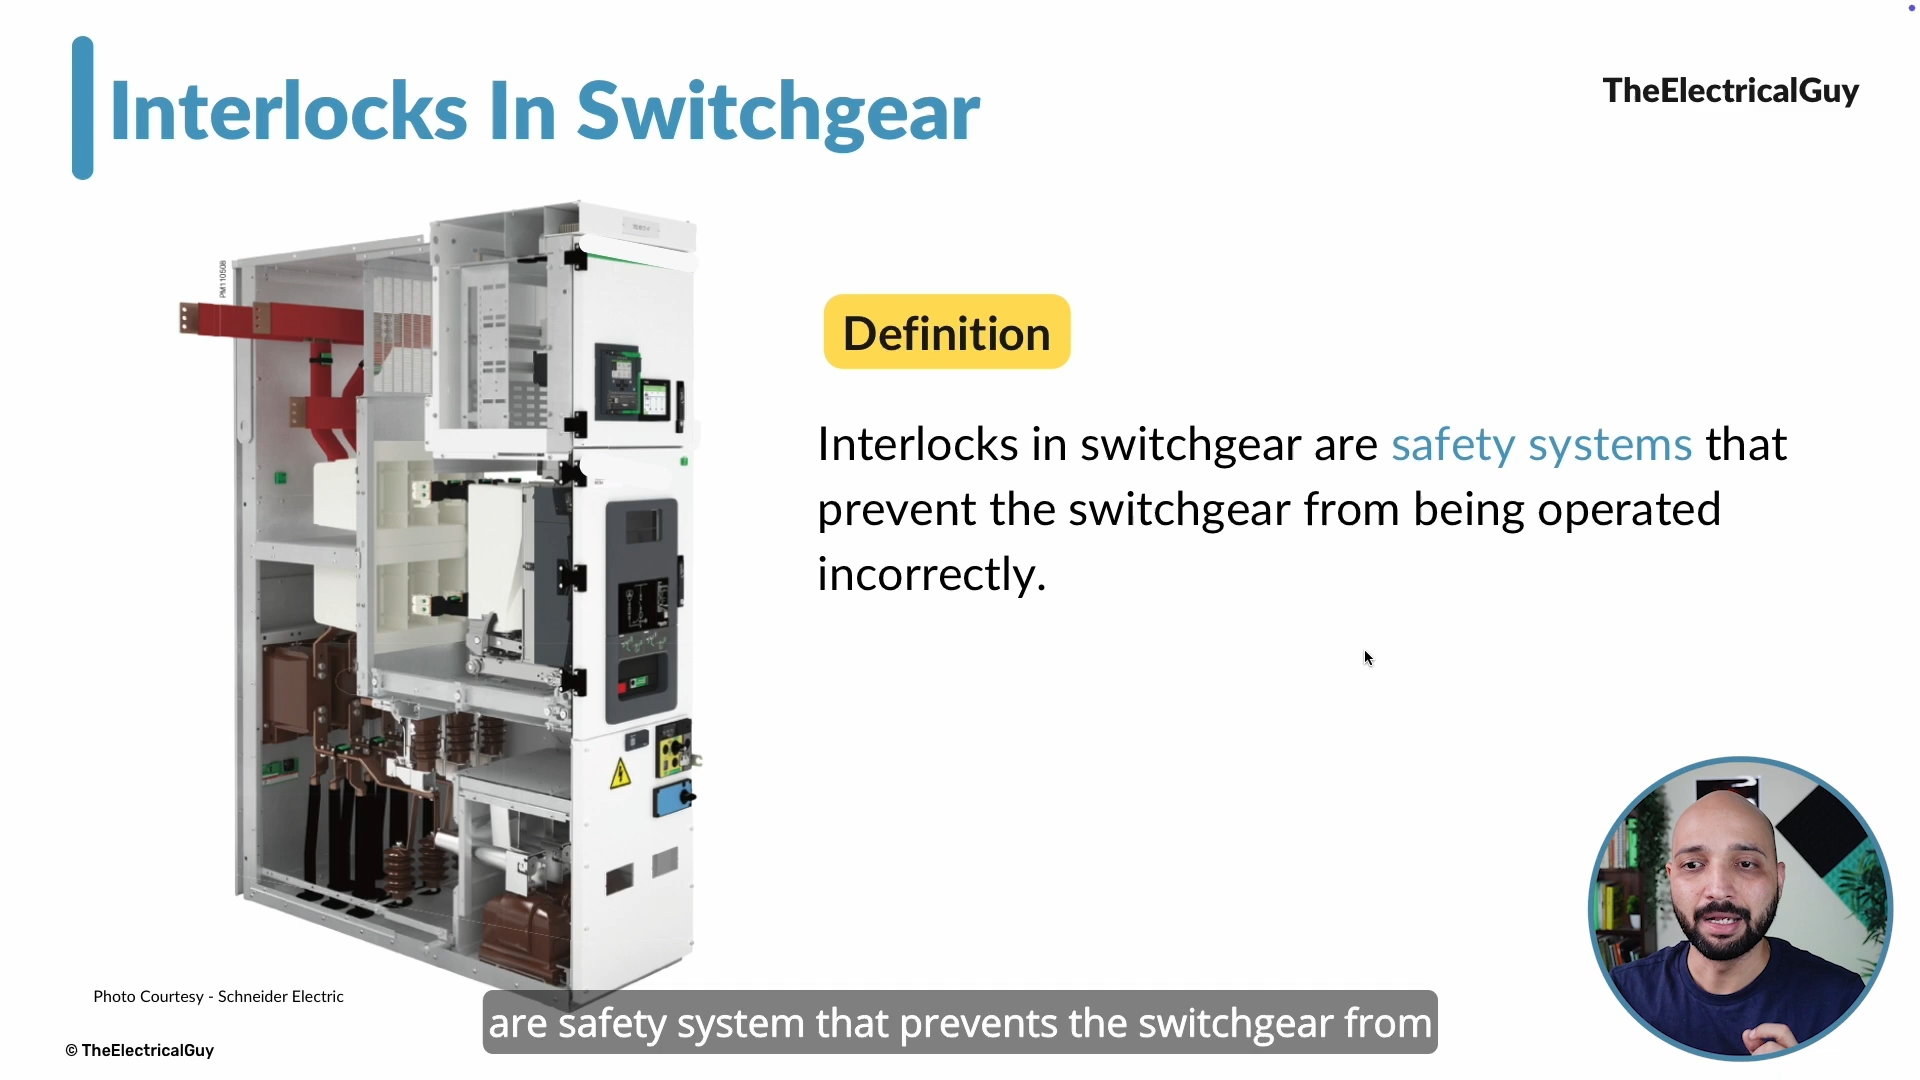 Interlocks In Switchgear
TheElectricalGuy
PM110508
Definition
Interlocks in switchgear are safety systems that
prevent the switchgear from being operated
incorrectly.
Photo Courtesy - Schneider Electric
are safety system that prevents the switchgear from
© TheElectricalGuy